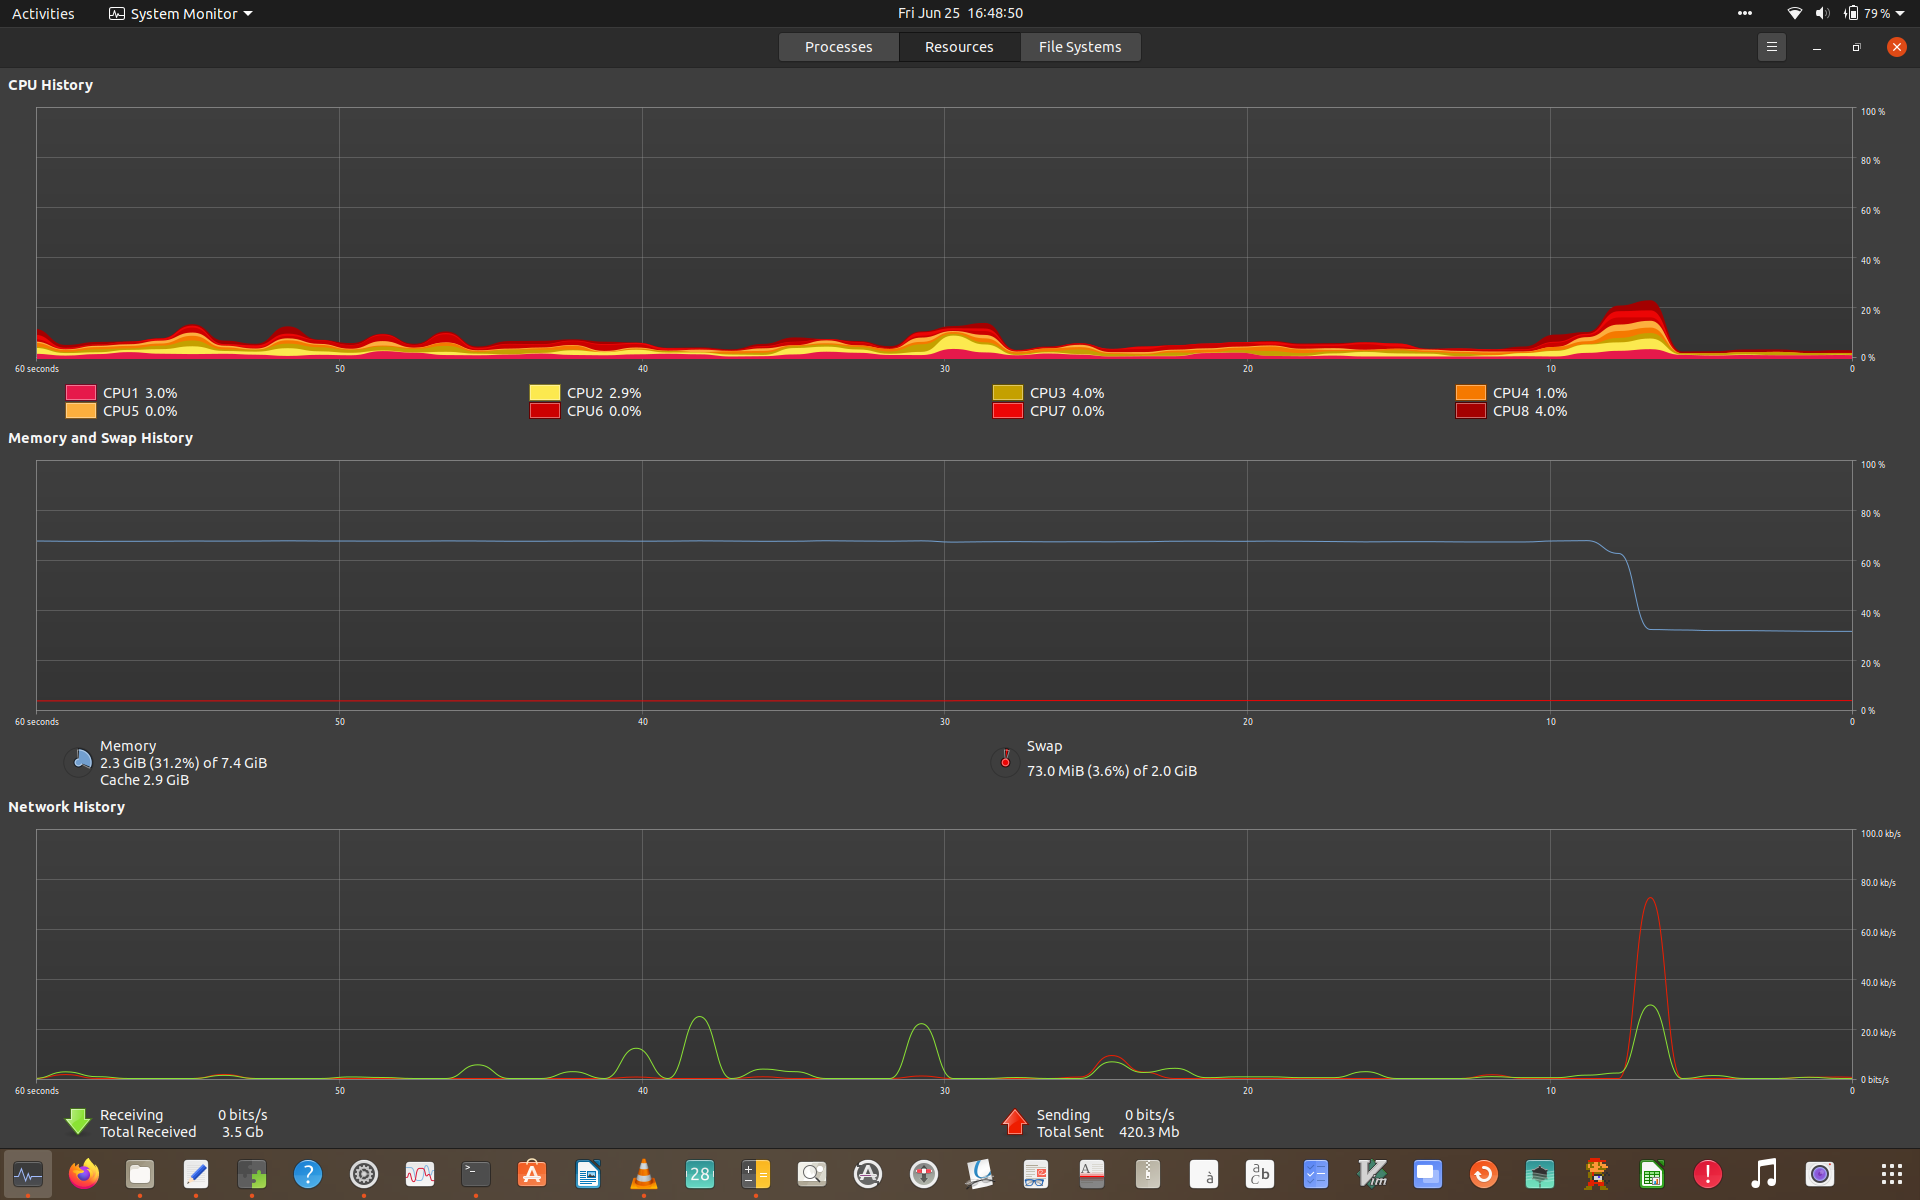 Activities System Monitor Fri Jun 25 16:48:50 79 %
Processes Resources File Systems
CPU History
100 %
80 %
60 %
40 %
20 %
0 %
60 seconds 50 40 30 20 10 0
CPU1 3.0% CPU2 2.9% CPU3 4.0% CPU4 1.0%
CPU5 0.0% CPU6 0.0% CPU7 0.0% CPU8 4.0%
Memory and Swap History
100 %
80 %
60 %
40 %
20 %
0 %
60 seconds 50 40 30 20 10 0
Memory
2.3 GiB (31.2%) of 7.4 GiB
Cache 2.9 GiB
Swap
73.0 MiB (3.6%) of 2.0 GiB
Network History
100.0 kb/s
80.0 kb/s
60.0 kb/s
40.0 kb/s
20.0 kb/s
0 bits/s
60 seconds 50 40 30 20 10 0
Receiving 0 bits/s
Total Received 3.5 Gb
Sending 0 bits/s
Total Sent 420.3 Mb
28